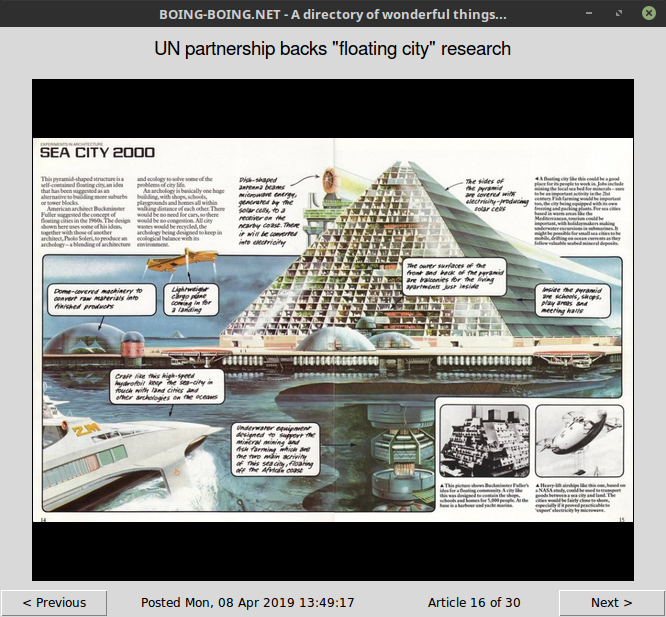 BOING-BOING.NET - A directory of wonderful things...
UN partnership backs "floating city" research
EXPERIMENTS IN ARCHITECTURE
SEA CITY 2000
This pyramid-shaped structure is a
self-contained floating city, an idea
that has been suggested as an
alternative to building more suburbs
or tower blocks.
American architect Buckminster
Fuller suggested the concept of
floating cities in the 1960s. The design
shown here uses some of his ideas,
together with those of another
architect, Paolo Soleri, to produce an
archology – a blending of architecture
and ecology to solve some of the
problems of city life.
An archology is basically one huge
building, with shops, schools,
playgrounds and homes all within
walking distance of each other. There
would be no need for cars, so there
would be no congestion. All city
wastes would be recycled, the
archology being designed to keep in
ecological balance with its
environment.
Dish-shaped
antenna beams
microwave energy,
generated by the
solar cells, to a
receiver on the
nearby coast. There
it will be converted
into electricity
The sides of
the pyramid
are covered with
electricity-producing
solar cells
◄ A floating city like this could be a good
place for its people to work in. Jobs include
mining the local sea bed for minerals – sure
to be an important activity in the 21st
century. Fish farming would be important
too, the city being equipped with its own
freezing and packing plants. For sea cities
based in warm areas like the
Mediterranean, tourism could be
important, with holidaymakers making
underwater excursions in submarines. It
might be possible for small sea cities to be
mobile, drifting on ocean currents as they
follow valuable seabed mineral deposits.
The outer surfaces of the
front and back of the pyramid
are balconies for the living
apartments just inside
Dome-covered machinery to
convert raw materials into
finished products
Lightweight
cargo plane
coming in for
a landing
Inside the pyramid
are schools, shops,
play areas and
meeting halls
Craft like this high-speed
hydrofoil keep the sea-city in
touch with land cities and
other archologies on the oceans
ZM
Underwater equipment
designed to support the
mineral mining and
fish farming which are
the two main activity
of this sea city, floating
off the African coast
▲ This picture shows Buckminster Fuller's
idea for a floating community. A city like
this was designed to contain the shops,
schools and homes for 5,000 people. At the
base is a harbour and yacht marina.
▲ Heavy-lift airships like this one, based on
a NASA study, could be used to transport
goods between a sea city and land. The
cities would be fairly close to shore,
especially if it proved practicable to
'export' electricity by microwave.
14
15
< Previous
Posted Mon, 08 Apr 2019 13:49:17
Article 16 of 30
Next >